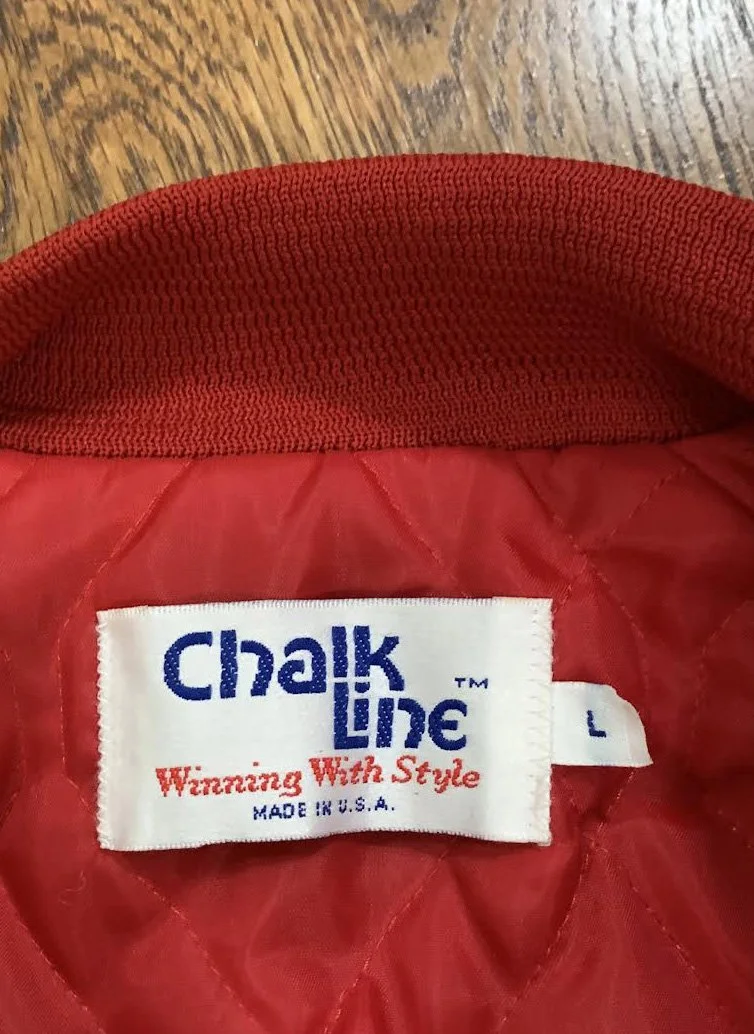 Chalk
Line™
Winning With Style
MADE IN U.S.A.
L